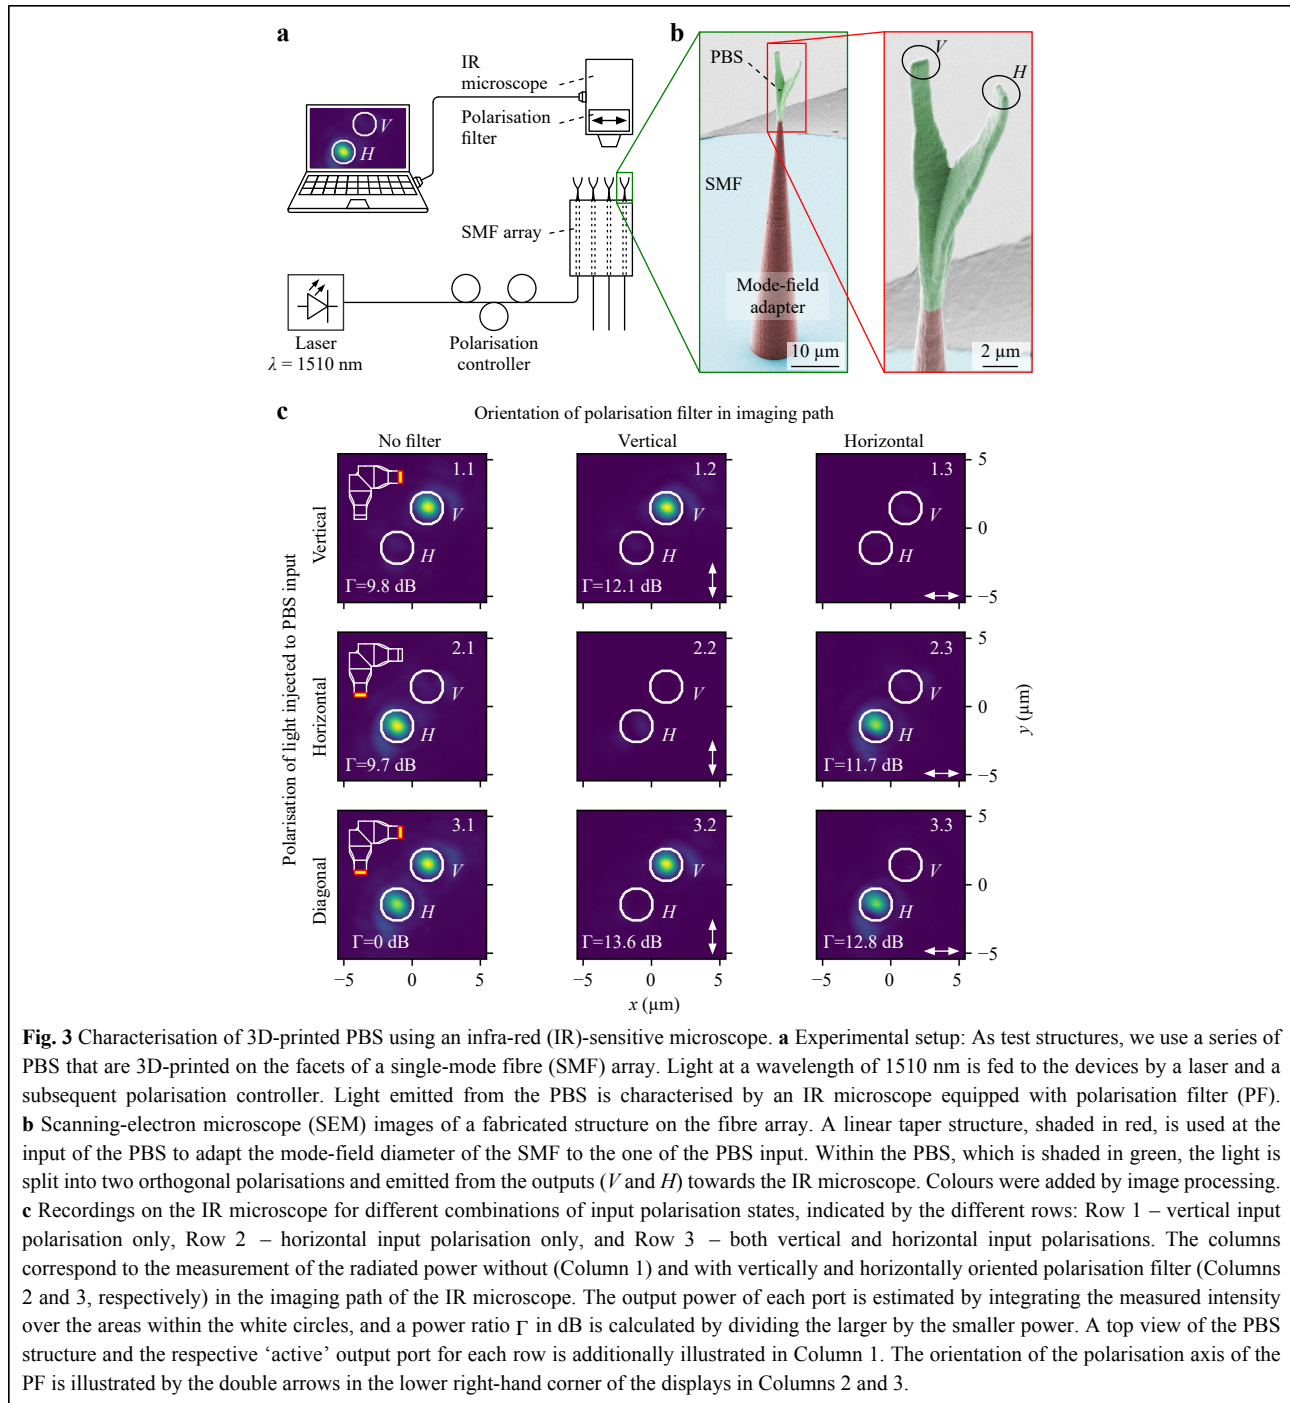 a
IR
microscope
Polarisation
filter
V
H
SMF array
Laser
λ = 1510 nm
Polarisation
controller
b
PBS
SMF
Mode-field
adapter
10 µm
V
H
2 µm
c
Orientation of polarisation filter in imaging path
No filter
Vertical
Horizontal
Polarisation of light injected to PBS input
Vertical
1.1
V
H
Γ=9.8 dB
1.2
V
H
Γ=12.1 dB
1.3
V
H
5
0
−5
Horizontal
2.1
V
H
Γ=9.7 dB
2.2
V
H
2.3
V
H
Γ=11.7 dB
5
0
−5
y (µm)
Diagonal
3.1
V
H
Γ=0 dB
3.2
V
H
Γ=13.6 dB
3.3
V
H
Γ=12.8 dB
5
0
−5
−5 0 5
−5 0 5
−5 0 5
x (µm)
Fig. 3 Characterisation of 3D-printed PBS using an infra-red (IR)-sensitive microscope. a Experimental setup: As test structures, we use a series of
PBS that are 3D-printed on the facets of a single-mode fibre (SMF) array. Light at a wavelength of 1510 nm is fed to the devices by a laser and a
subsequent polarisation controller. Light emitted from the PBS is characterised by an IR microscope equipped with polarisation filter (PF).
b Scanning-electron microscope (SEM) images of a fabricated structure on the fibre array. A linear taper structure, shaded in red, is used at the
input of the PBS to adapt the mode-field diameter of the SMF to the one of the PBS input. Within the PBS, which is shaded in green, the light is
split into two orthogonal polarisations and emitted from the outputs (V and H) towards the IR microscope. Colours were added by image processing.
c Recordings on the IR microscope for different combinations of input polarisation states, indicated by the different rows: Row 1 – vertical input
polarisation only, Row 2 – horizontal input polarisation only, and Row 3 – both vertical and horizontal input polarisations. The columns
correspond to the measurement of the radiated power without (Column 1) and with vertically and horizontally oriented polarisation filter (Columns
2 and 3, respectively) in the imaging path of the IR microscope. The output power of each port is estimated by integrating the measured intensity
over the areas within the white circles, and a power ratio Γ in dB is calculated by dividing the larger by the smaller power. A top view of the PBS
structure and the respective ‘active’ output port for each row is additionally illustrated in Column 1. The orientation of the polarisation axis of the
PF is illustrated by the double arrows in the lower right-hand corner of the displays in Columns 2 and 3.